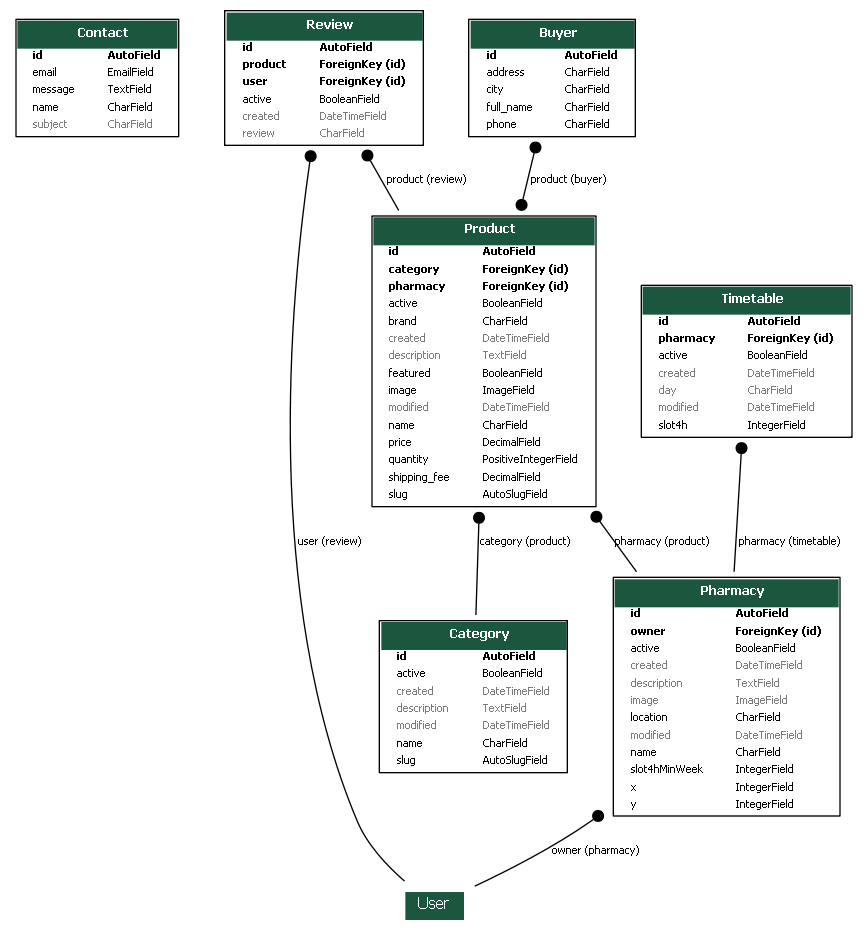 Contact
id AutoField
email EmailField
message TextField
name CharField
subject CharField
Review
id AutoField
product ForeignKey (id)
user ForeignKey (id)
active BooleanField
created DateTimeField
review CharField
Buyer
id AutoField
address CharField
city CharField
full_name CharField
phone CharField
product (review)
product (buyer)
Product
id AutoField
category ForeignKey (id)
pharmacy ForeignKey (id)
active BooleanField
brand CharField
created DateTimeField
description TextField
featured BooleanField
image ImageField
modified DateTimeField
name CharField
price DecimalField
quantity PositiveIntegerField
shipping_fee DecimalField
slug AutoSlugField
Timetable
id AutoField
pharmacy ForeignKey (id)
active BooleanField
created DateTimeField
day CharField
modified DateTimeField
slot4h IntegerField
user (review)
category (product)
pharmacy (product)
pharmacy (timetable)
Category
id AutoField
active BooleanField
created DateTimeField
description TextField
modified DateTimeField
name CharField
slug AutoSlugField
Pharmacy
id AutoField
owner ForeignKey (id)
active BooleanField
created DateTimeField
description TextField
image ImageField
location CharField
modified DateTimeField
name CharField
slot4hMinWeek IntegerField
x IntegerField
y IntegerField
owner (pharmacy)
User